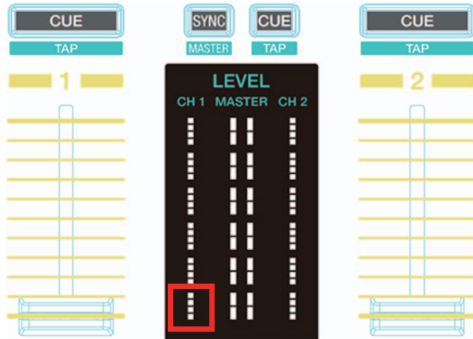 CUE SYNC CUE CUE
TAP MASTER TAP TAP
1 LEVEL 2
CH 1 MASTER CH 2